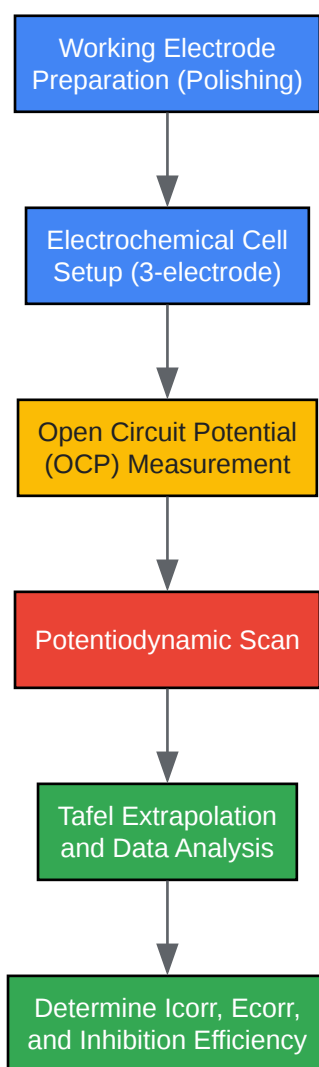 Working Electrode
Preparation (Polishing)
Electrochemical Cell
Setup (3-electrode)
Open Circuit Potential
(OCP) Measurement
Potentiodynamic Scan
Tafel Extrapolation
and Data Analysis
Determine Icorr, Ecorr,
and Inhibition Efficiency